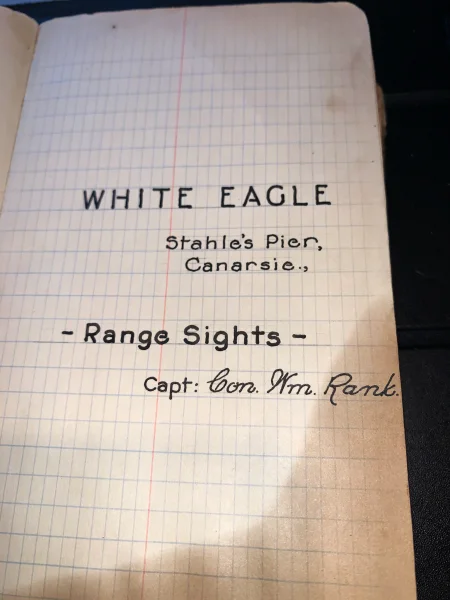 WHITE EAGLE
Stahle's Pier,
Canarsie.,
- Range Sights -
Capt: Con. Wm. Rank.